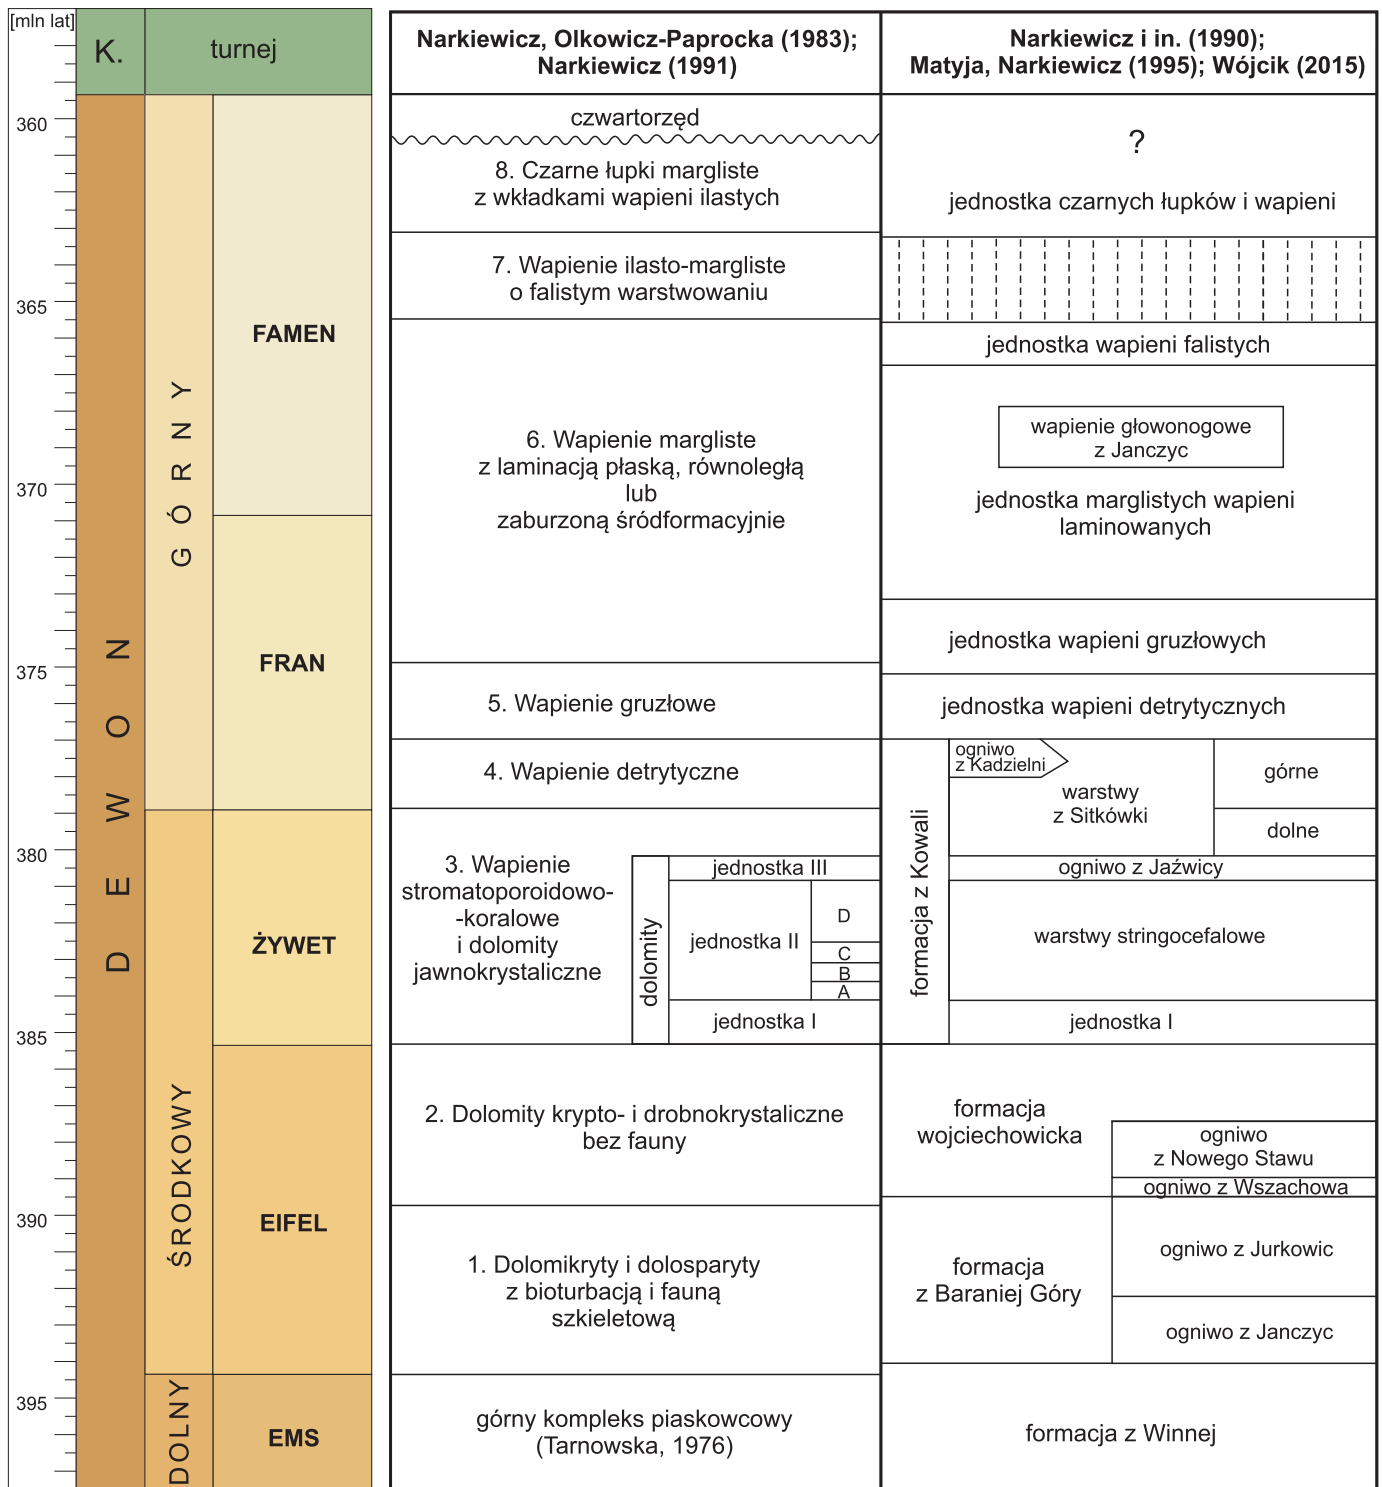 [mln lat]
K.
turnej
360
365
370
375
380
385
390
395
DEWON
GÓRNY
ŚRODKOWY
DOLNY
FAMEN
FRAN
ŻYWET
EIFEL
EMS
Narkiewicz, Olkowicz-Paprocka (1983);
Narkiewicz (1991)
czwartorzęd
8. Czarne łupki margliste
z wkładkami wapieni ilastych
7. Wapienie ilasto-margliste
o falistym warstwowaniu
6. Wapienie margliste
z laminacją płaską, równoległą
lub
zaburzoną śródformacyjnie
5. Wapienie gruzłowe
4. Wapienie detrytyczne
3. Wapienie
stromatoporoidowo-
-koralowe
i dolomity
jawnokrystaliczne
dolomity
jednostka III
jednostka II
D
C
B
A
jednostka I
2. Dolomity krypto- i drobnokrystaliczne
bez fauny
1. Dolomikryty i dolosparyty
z bioturbacją i fauną
szkieletową
górny kompleks piaskowcowy
(Tarnowska, 1976)
Narkiewicz i in. (1990);
Matyja, Narkiewicz (1995); Wójcik (2015)
?
jednostka czarnych łupków i wapieni
jednostka wapieni falistych
wapienie głowonogowe
z Janczyc
jednostka marglistych wapieni
laminowanych
jednostka wapieni gruzłowych
jednostka wapieni detrytycznych
formacja z Kowali
ogniwo
z Kadzielni
warstwy
z Sitkówki
górne
dolne
ogniwo z Jaźwicy
warstwy stringocefalowe
jednostka I
formacja
wojciechowicka
ogniwo
z Nowego Stawu
ogniwo z Wszachowa
formacja
z Baraniej Góry
ogniwo z Jurkowic
ogniwo z Janczyc
formacja z Winnej